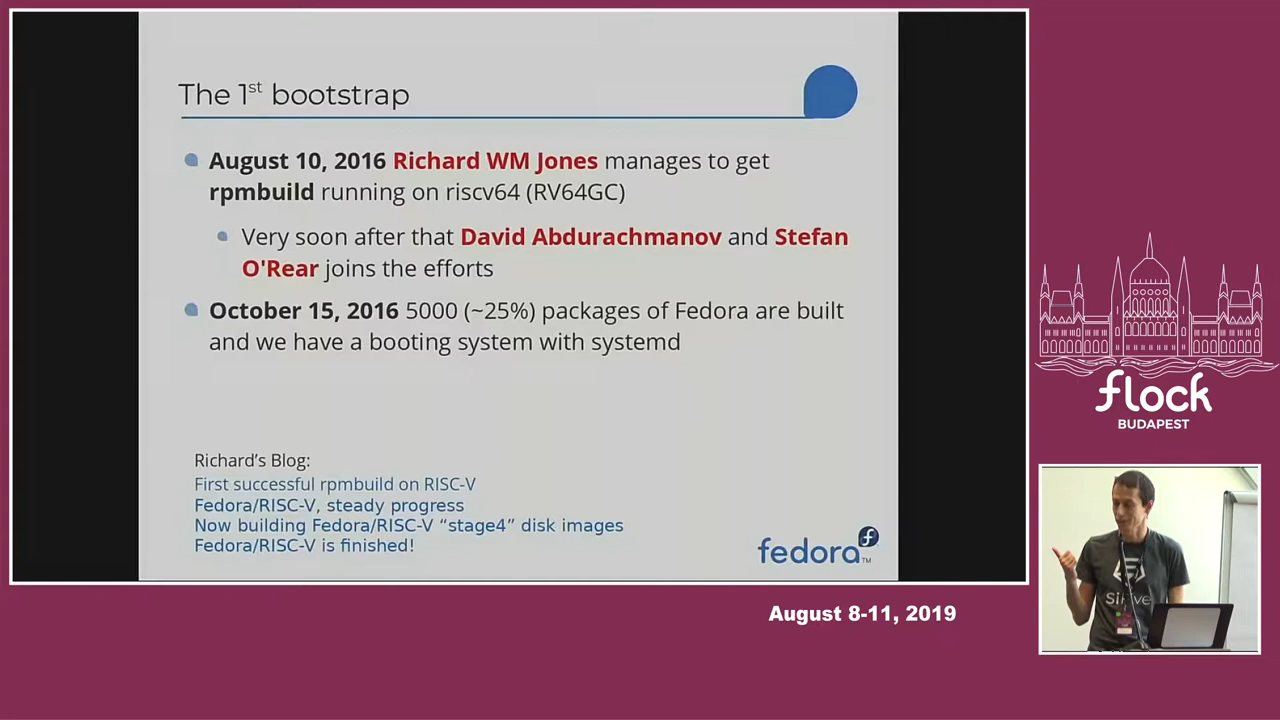 The 1st bootstrap
August 10, 2016 Richard WM Jones manages to get
rpmbuild running on riscv64 (RV64GC)
Very soon after that David Abdurachmanov and Stefan
O'Rear joins the efforts
October 15, 2016 5000 (~25%) packages of Fedora are built
and we have a booting system with systemd
Richard’s Blog:
First successful rpmbuild on RISC-V
Fedora/RISC-V, steady progress
Now building Fedora/RISC-V “stage4” disk images
Fedora/RISC-V is finished!
fedora™
flock
BUDAPEST
SiFive
August 8-11, 2019